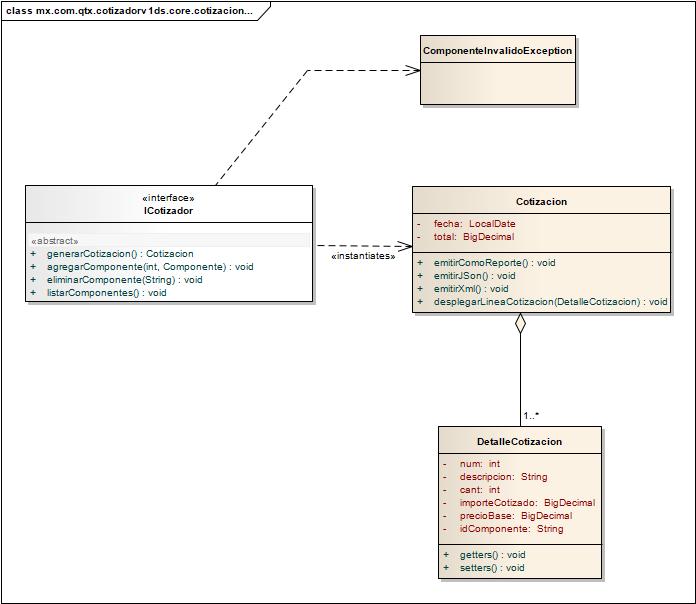 class mx.com.qtx.cotizadorv1ds.core.cotizacion...
ComponenteInvalidoException
«interface»
ICotizador
«abstract»
+ generarCotizacion() : Cotizacion
+ agregarComponente(int, Componente) : void
+ eliminarComponente(String) : void
+ listarComponentes() : void
«instantiates»
Cotizacion
- fecha: LocalDate
- total: BigDecimal
+ emitirComoReporte() : void
+ emitirJSon() : void
+ emitirXml() : void
+ desplegarLineaCotizacion(DetalleCotizacion) : void
1..*
DetalleCotizacion
- num: int
- descripcion: String
- cant: int
- importeCotizado: BigDecimal
- precioBase: BigDecimal
- idComponente: String
+ getters() : void
+ setters() : void